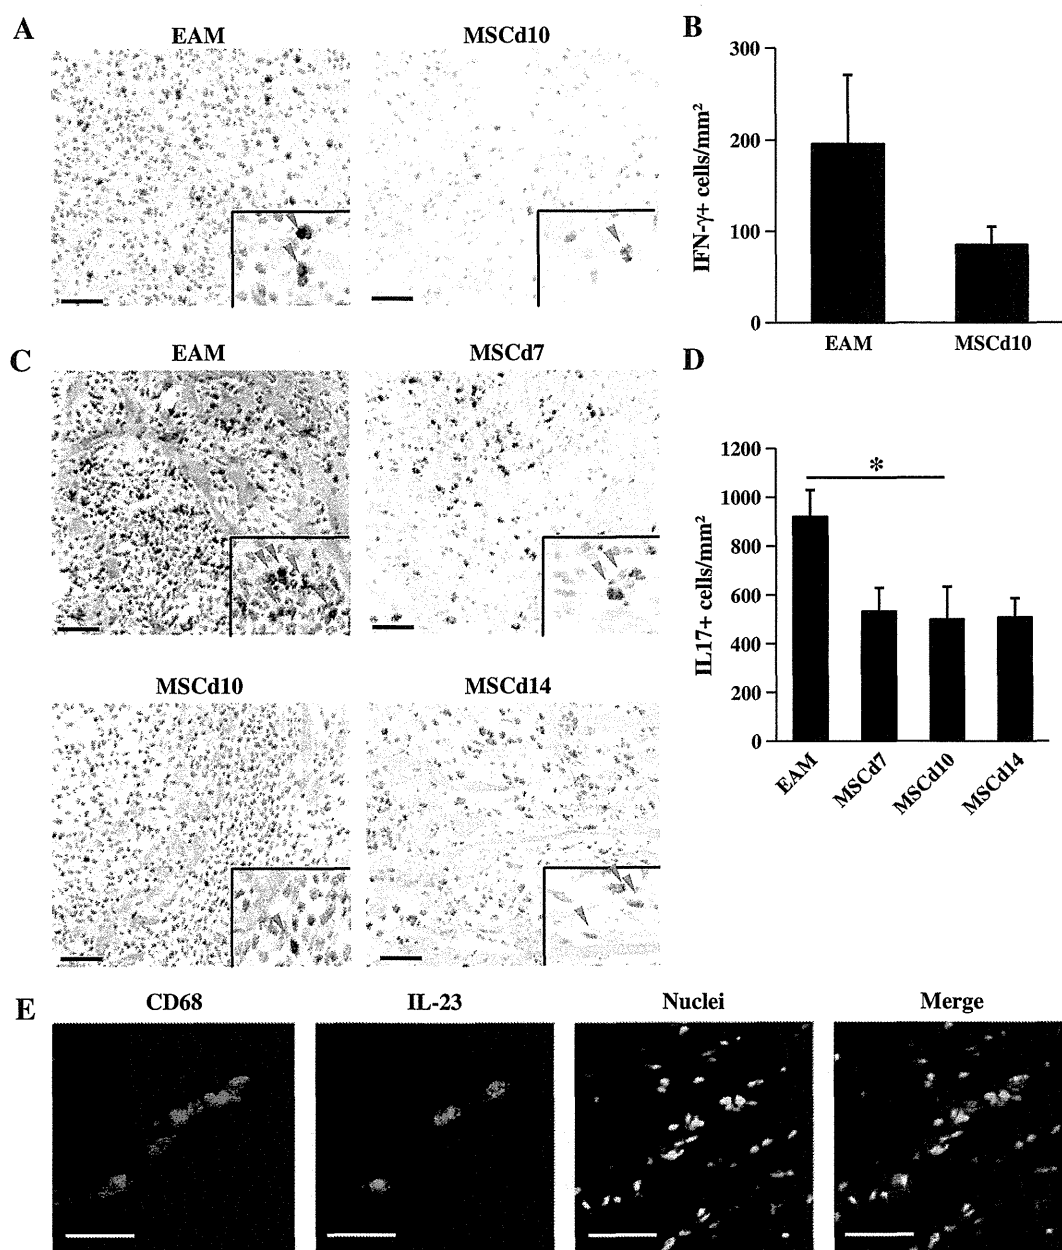 A
EAM
MSCd10
B
IFN-γ+ cells/mm²
300
200
100
0
EAM
MSCd10
C
EAM
MSCd7
MSCd10
MSCd14
D
IL17+ cells/mm²
1200
1000
800
600
400
200
0
*
EAM
MSCd7
MSCd10
MSCd14
E
CD68
IL-23
Nuclei
Merge